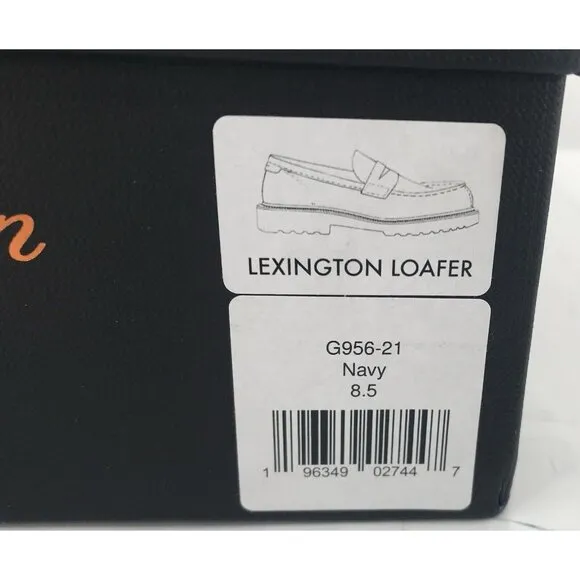 n
LEXINGTON LOAFER
G956-21
Navy
8.5
1 96349 02744 7